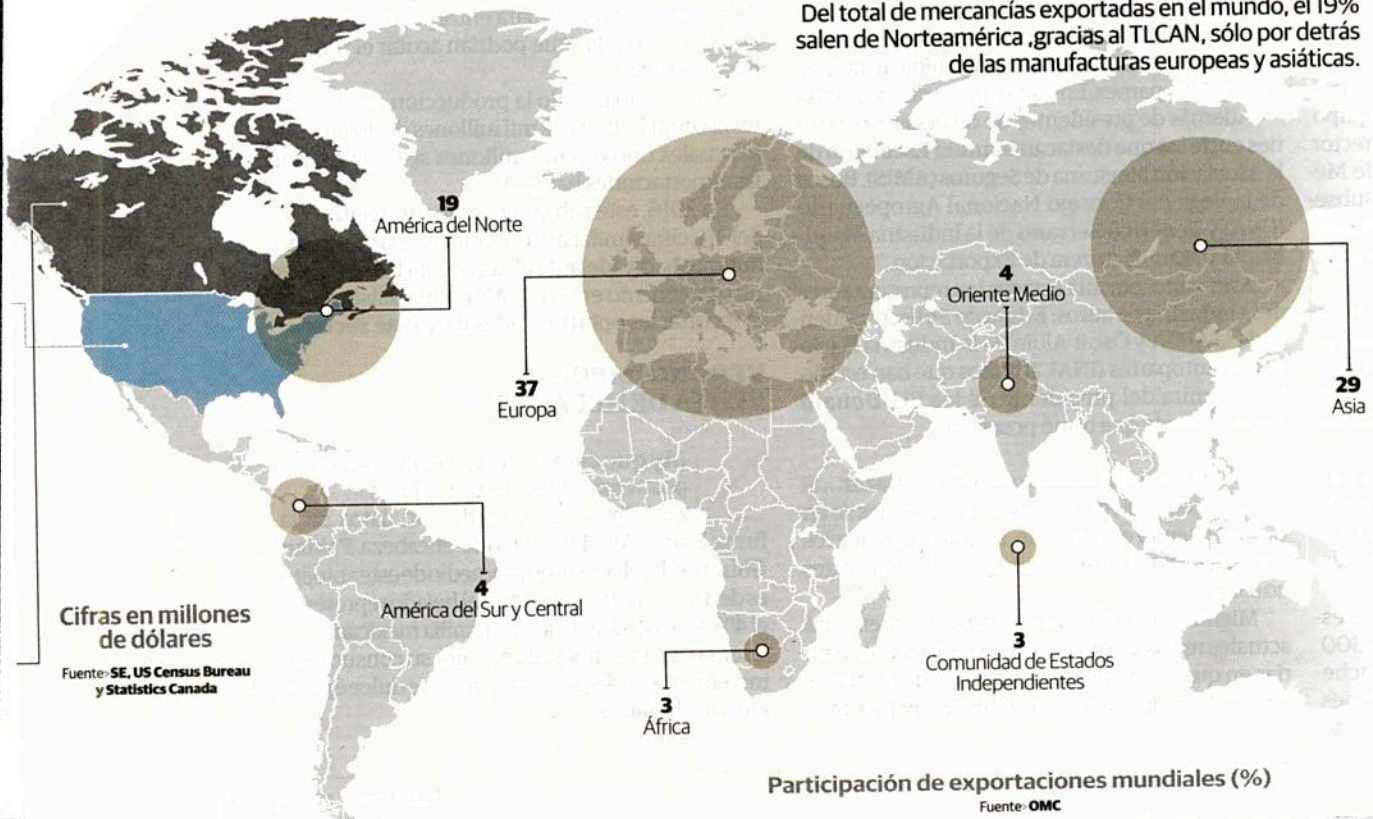 Del total de mercancías exportadas en el mundo, el 19%
salen de Norteamérica ,gracias al TLCAN, sólo por detrás
de las manufacturas europeas y asiáticas.
19
América del Norte
4
Oriente Medio
37
Europa
29
Asia
4
América del Sur y Central
Cifras en millones
de dólares
Fuente>SE, US Census Bureau
y Statistics Canada
3
Comunidad de Estados
Independientes
3
África
Participación de exportaciones mundiales (%)
Fuente>OMC